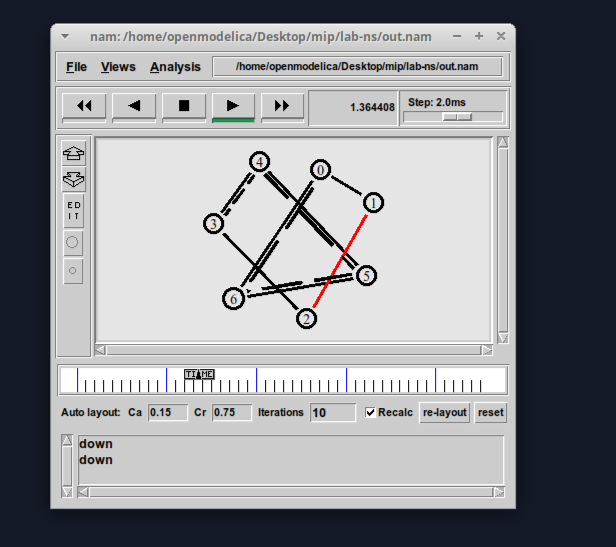 nam: /home/openmodelica/Desktop/mip/lab-ns/out.nam
File Views Analysis /home/openmodelica/Desktop/mip/lab-ns/out.nam
1.364408 Step: 2.0ms
ED
IT
4
0
1
3
5
6
2
TIME
Auto layout: Ca 0.15 Cr 0.75 Iterations 10 Recalc re-layout reset
down
down